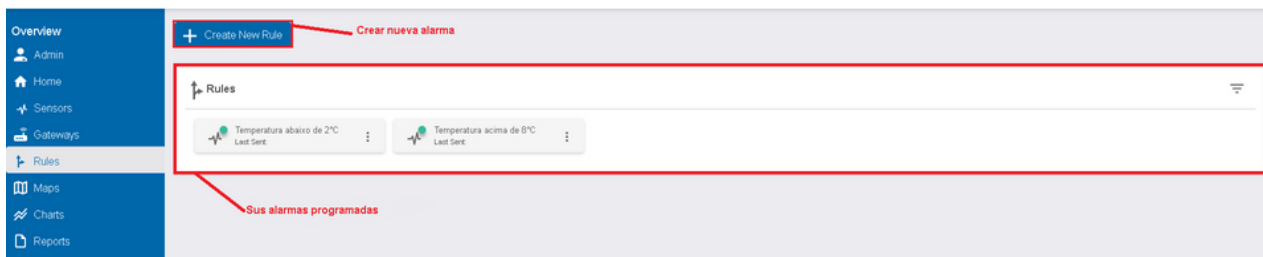 Overview
Admin
Home
Sensors
Gateways
Rules
Maps
Charts
Reports
Create New Rule
Crear nueva alarma
Rules
Temperatura abaixo de 2°C
Last Sent:
Temperatura acima de 8°C
Last Sent:
Sus alarmas programadas